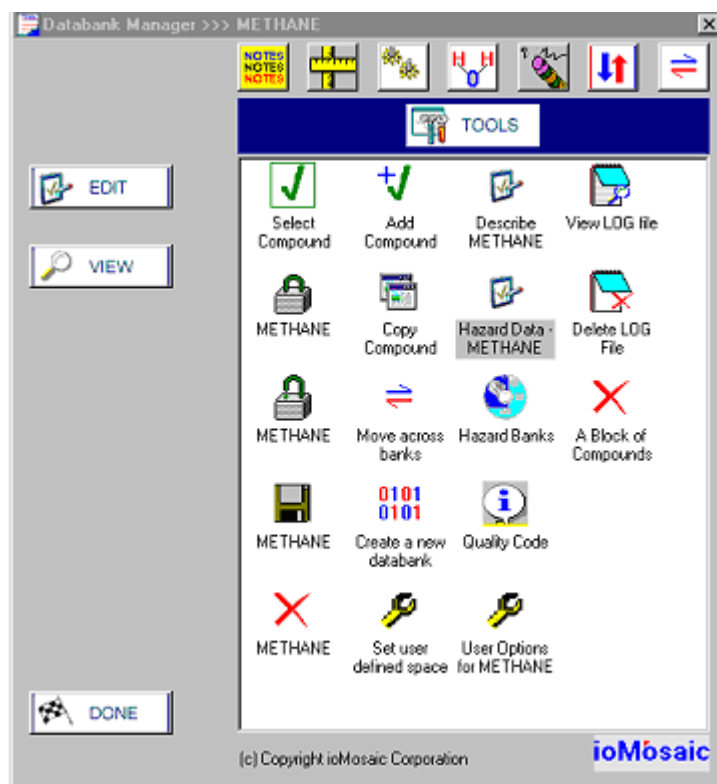 Databank Manager >>> METHANE
NOTES
NOTES
NOTES
H H
O
TOOLS
EDIT
VIEW
Select Compound
Add Compound
Describe METHANE
View LOG file
METHANE
Copy Compound
Hazard Data - METHANE
Delete LOG File
METHANE
Move across banks
Hazard Banks
A Block of Compounds
0101
0101
METHANE
Create a new databank
Quality Code
METHANE
Set user defined space
User Options for METHANE
DONE
(c) Copyright ioMosaic Corporation
ioMosaic